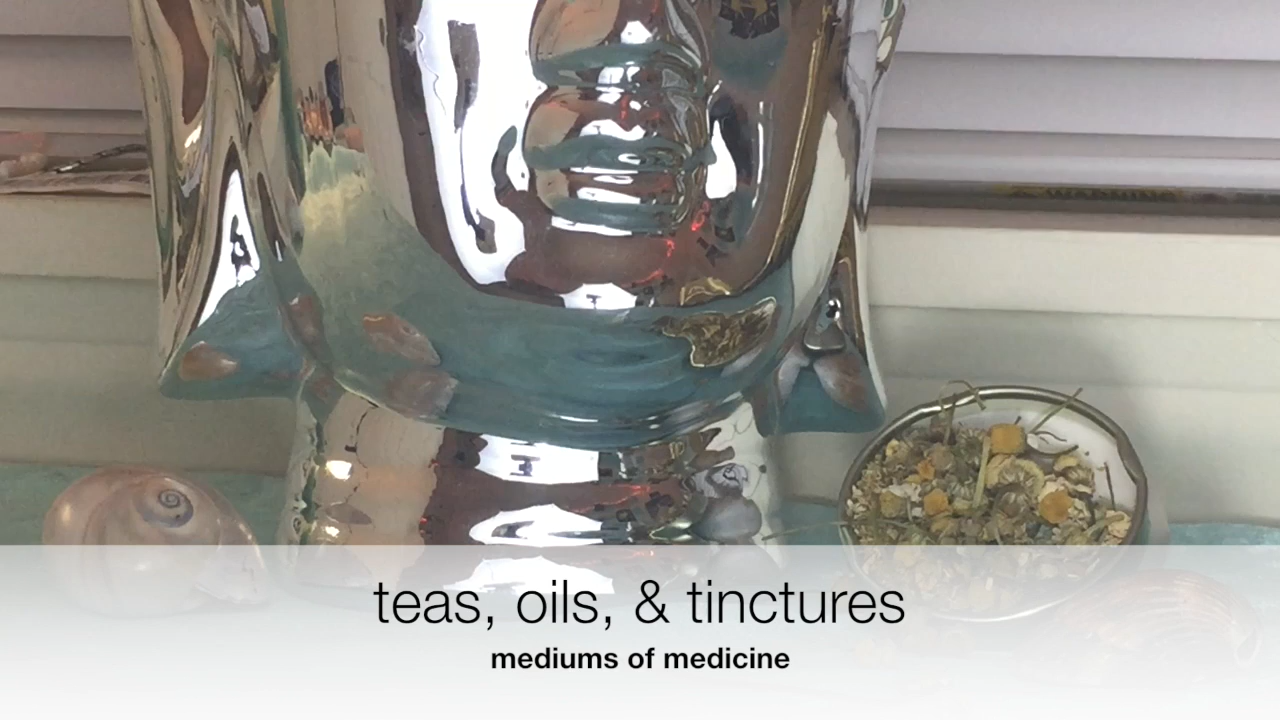 teas, oils, & tinctures
mediums of medicine